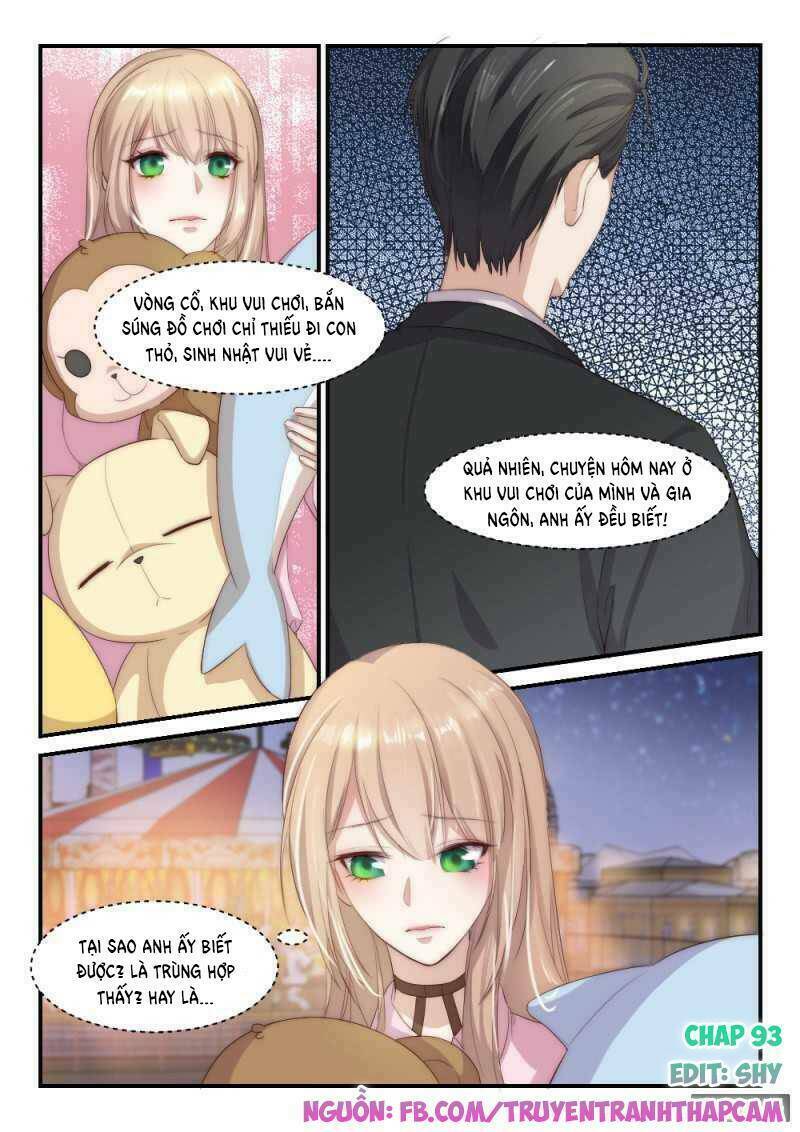 VÒNG CỔ, KHU VUI CHƠI, BẮN
SÚNG ĐỒ CHƠI CHỈ THIẾU ĐI CON
THỎ, SINH NHẬT VUI VẺ....
QUẢ NHIÊN, CHUYỆN HÔM NAY Ở
KHU VUI CHƠI CỦA MÌNH VÀ GIA
NGÔN, ANH ẤY ĐỀU BIẾT!
TẠI SAO ANH ẤY BIẾT
ĐƯỢC? LÀ TRÙNG HỢP
THẤY? HAY LÀ...
CHAP 93
EDIT: SHY
NGUỒN: FB.COM/TRUYENTRANHTHAPCAM